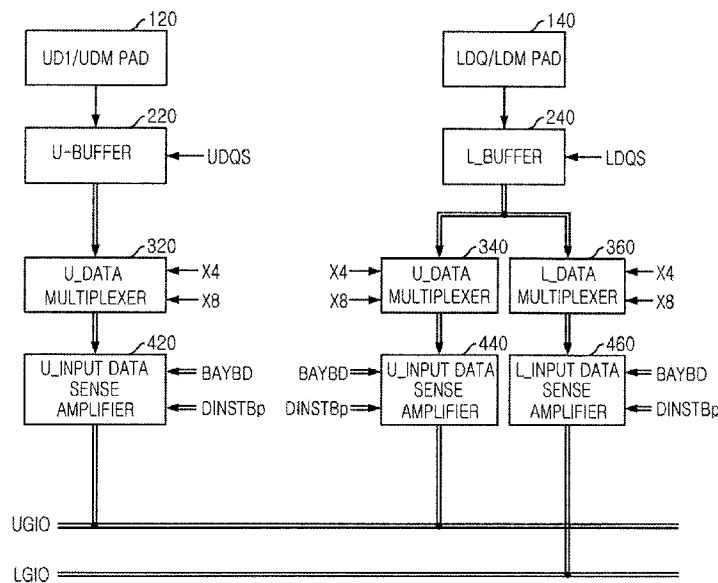 120
UD1/UDM PAD
140
LDQ/LDM PAD
220
U-BUFFER
UDQS
240
L_BUFFER
LDQS
320
U_DATA
MULTIPLEXER
X4
X8
340
X4
X8
U_DATA
MULTIPLEXER
360
L_DATA
MULTIPLEXER
X4
X8
420
U_INPUT DATA
SENSE
AMPLIFIER
BAYBD
DINSTBp
440
BAYBD
DINSTBp
U_INPUT DATA
SENSE
AMPLIFIER
460
L_INPUT DATA
SENSE
AMPLIFIER
BAYBD
DINSTBp
UGIO
LGIO